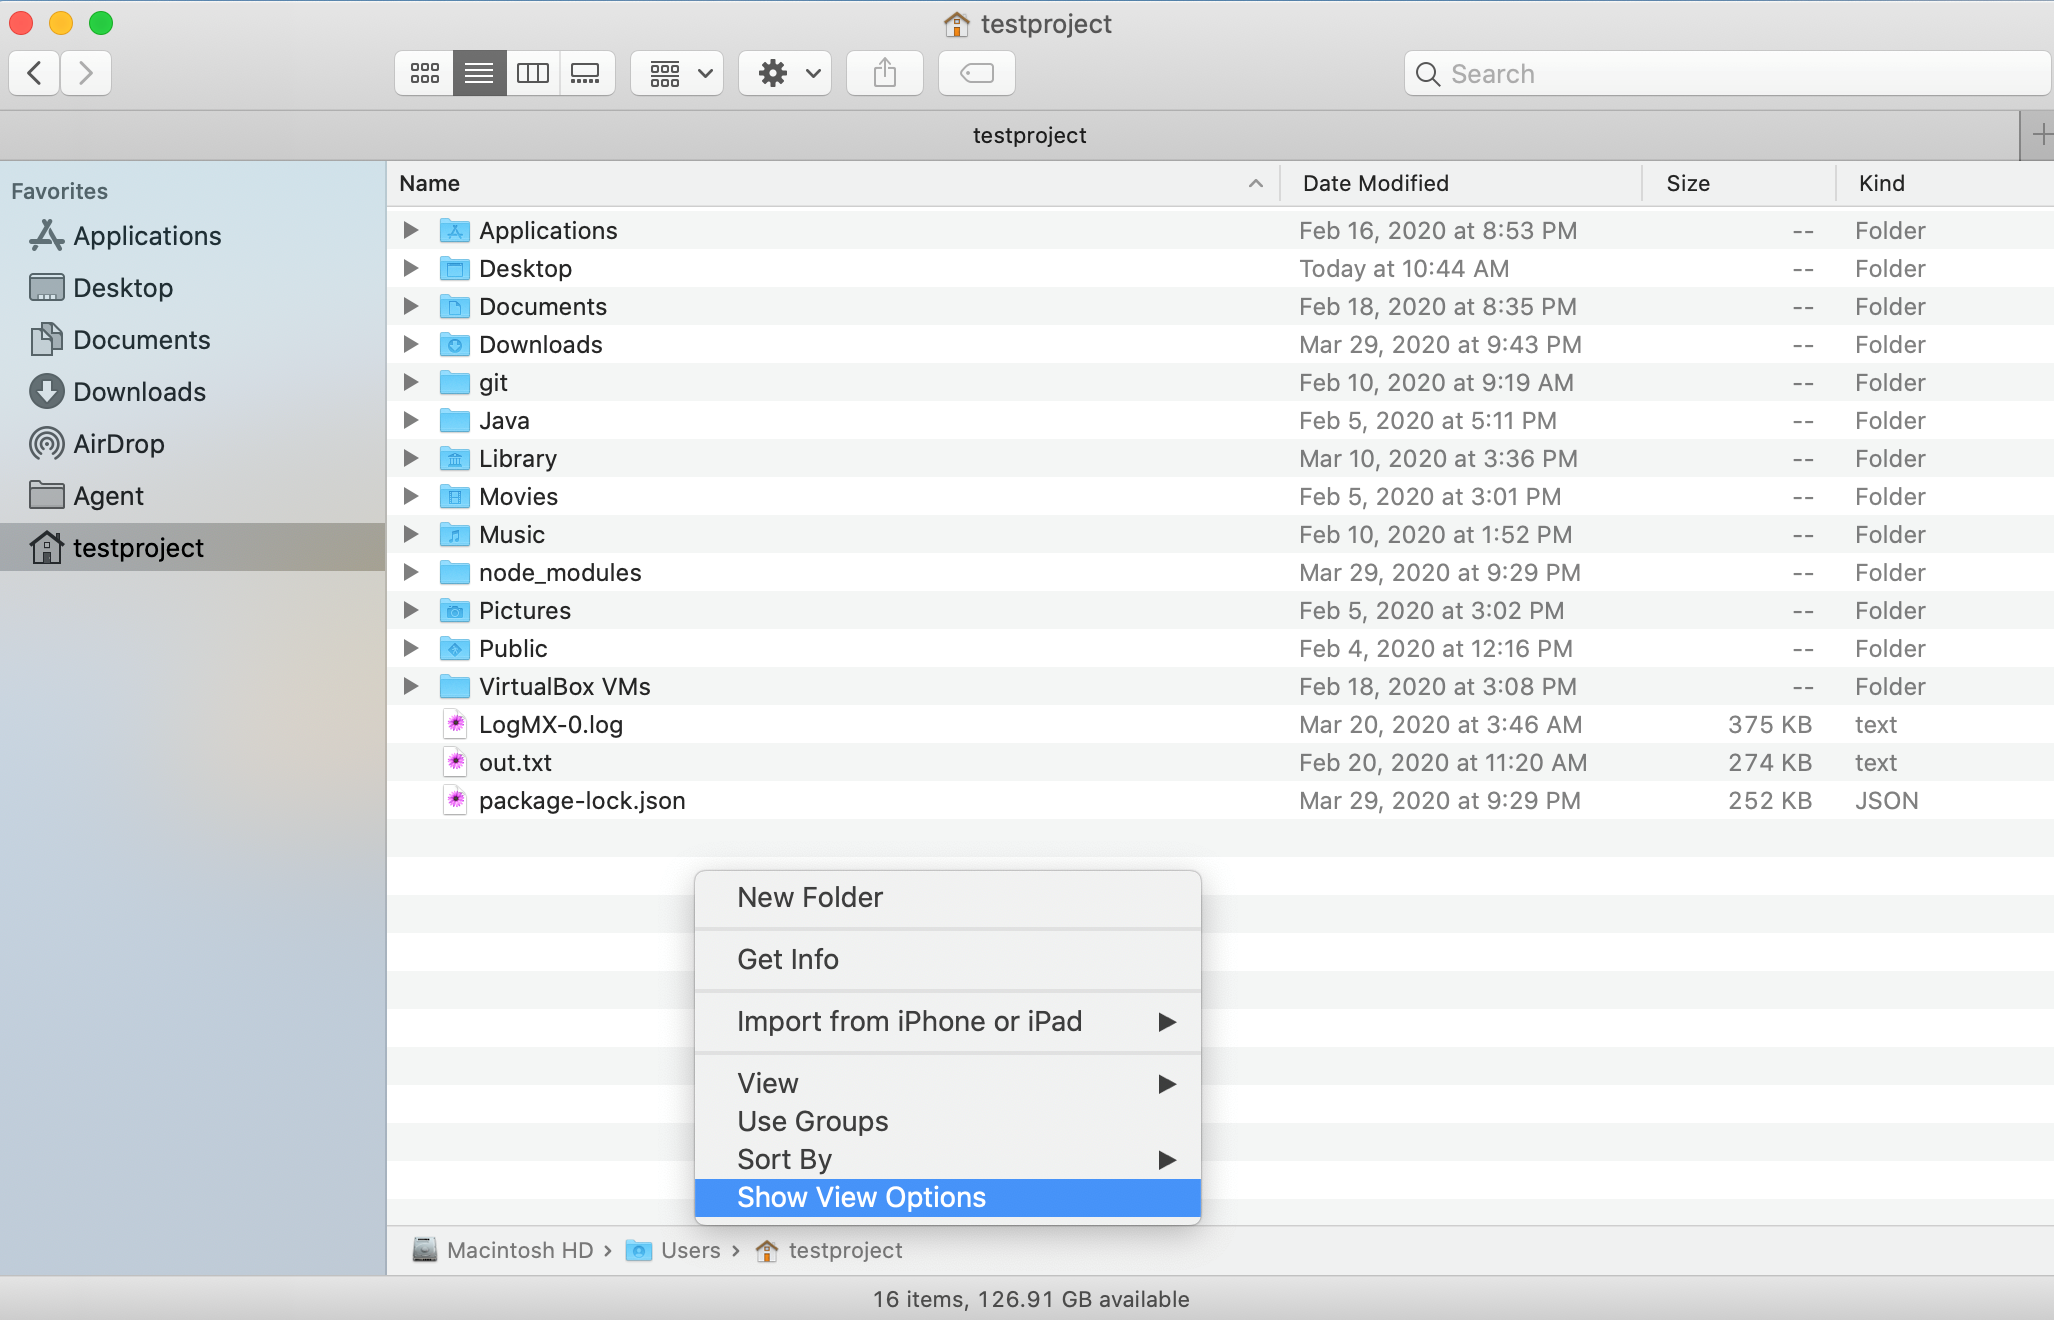 testproject
Search
testproject
Favorites
Applications
Desktop
Documents
Downloads
AirDrop
Agent
testproject
Name Date Modified Size Kind
Applications Feb 16, 2020 at 8:53 PM -- Folder
Desktop Today at 10:44 AM -- Folder
Documents Feb 18, 2020 at 8:35 PM -- Folder
Downloads Mar 29, 2020 at 9:43 PM -- Folder
git Feb 10, 2020 at 9:19 AM -- Folder
Java Feb 5, 2020 at 5:11 PM -- Folder
Library Mar 10, 2020 at 3:36 PM -- Folder
Movies Feb 5, 2020 at 3:01 PM -- Folder
Music Feb 10, 2020 at 1:52 PM -- Folder
node_modules Mar 29, 2020 at 9:29 PM -- Folder
Pictures Feb 5, 2020 at 3:02 PM -- Folder
Public Feb 4, 2020 at 12:16 PM -- Folder
VirtualBox VMs Feb 18, 2020 at 3:08 PM -- Folder
LogMX-0.log Mar 20, 2020 at 3:46 AM 375 KB text
out.txt Feb 20, 2020 at 11:20 AM 274 KB text
package-lock.json Mar 29, 2020 at 9:29 PM 252 KB JSON
New Folder
Get Info
Import from iPhone or iPad
View
Use Groups
Sort By
Show View Options
Macintosh HD › Users › testproject
16 items, 126.91 GB available